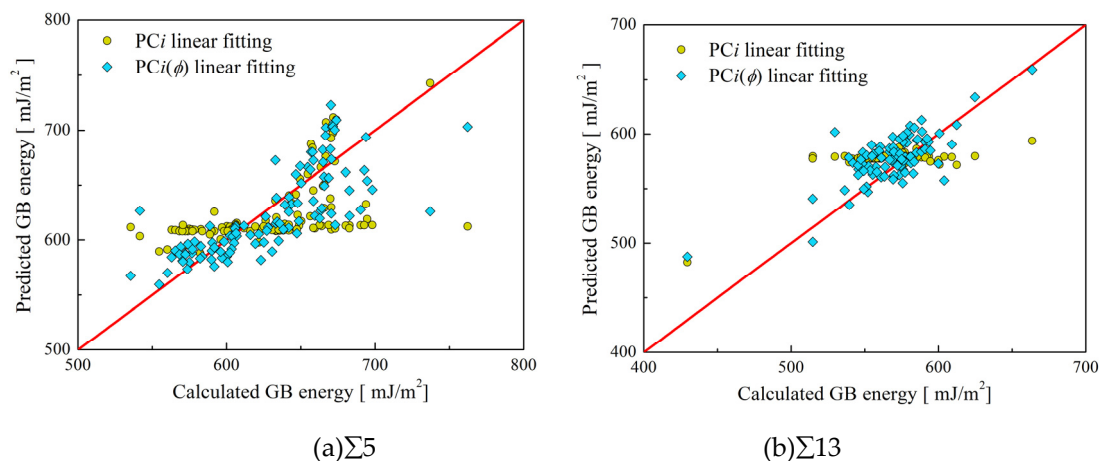 PCi linear fitting
PCi(ϕ) linear fitting
Predicted GB energy [ mJ/m²]
800
700
600
500
500
600
700
800
Calculated GB energy [ mJ/m²]
(a)∑5
PCi linear fitting
PCi(ϕ) lincar fitting
Predicted GB energy [ mJ/m²]
700
600
500
400
400
500
600
700
Calculated GB energy [ mJ/m²]
(b)∑13